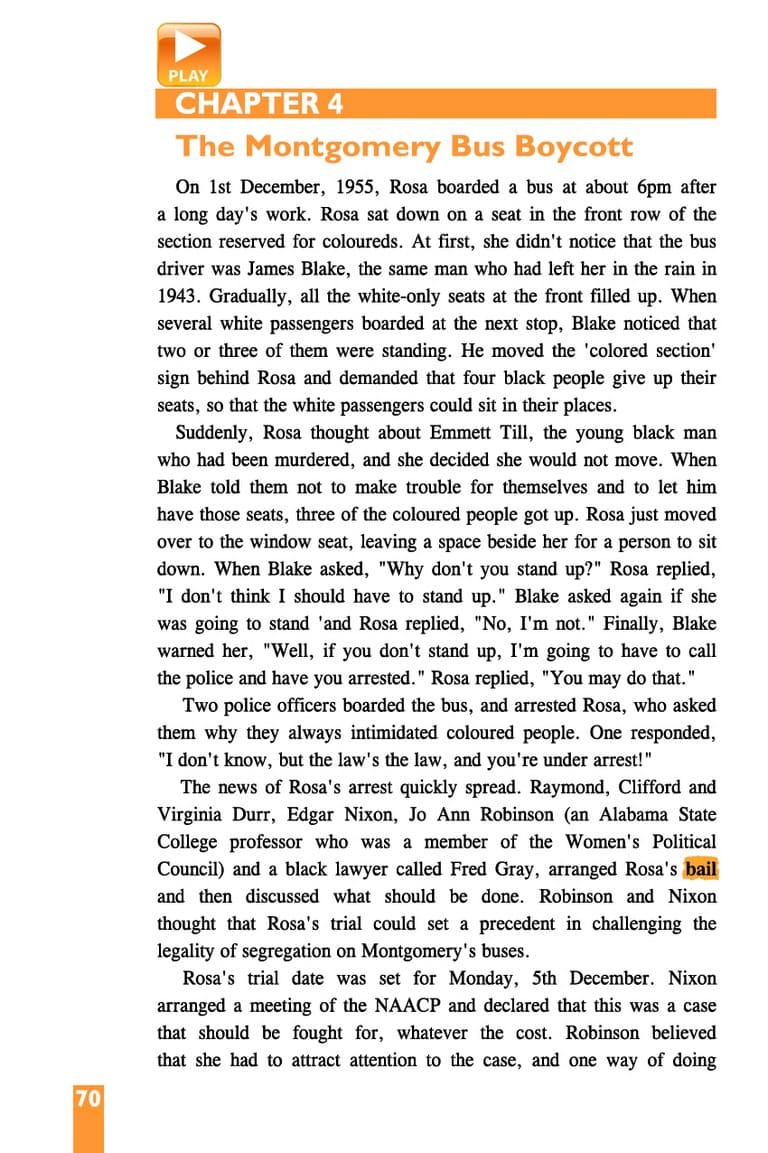 PLAY
CHAPTER 4
The Montgomery Bus Boycott
On 1st December, 1955, Rosa boarded a bus at about 6pm after
a long day's work. Rosa sat down on a seat in the front row of the
section reserved for coloureds. At first, she didn't notice that the bus
driver was James Blake, the same man who had left her in the rain in
1943. Gradually, all the white-only seats at the front filled up. When
several white passengers boarded at the next stop, Blake noticed that
two or three of them were standing. He moved the 'colored section'
sign behind Rosa and demanded that four black people give up their
seats, so that the white passengers could sit in their places.
Suddenly, Rosa thought about Emmett Till, the young black man
who had been murdered, and she decided she would not move. When
Blake told them not to make trouble for themselves and to let him
have those seats, three of the coloured people got up. Rosa just moved
over to the window seat, leaving a space beside her for a person to sit
down. When Blake asked, "Why don't you stand up?" Rosa replied,
"I don't think I should have to stand up." Blake asked again if she
was going to stand 'and Rosa replied, "No, I'm not." Finally, Blake
warned her, "Well, if you don't stand up, I'm going to have to call
the police and have you arrested." Rosa replied, "You may do that."
Two police officers boarded the bus, and arrested Rosa, who asked
them why they always intimidated coloured people. One responded,
"I don't know, but the law's the law, and you're under arrest!"
The news of Rosa's arrest quickly spread. Raymond, Clifford and
Virginia Durr, Edgar Nixon, Jo Ann Robinson (an Alabama State
College professor who was a member of the Women's Political
Council) and a black lawyer called Fred Gray, arranged Rosa's bail
and then discussed what should be done. Robinson and Nixon
thought that Rosa's trial could set a precedent in challenging the
legality of segregation on Montgomery's buses.
Rosa's trial date was set for Monday, 5th December. Nixon
arranged a meeting of the NAACP and declared that this was a case
that should be fought for, whatever the cost. Robinson believed
that she had to attract attention to the case, and one way of doing
70